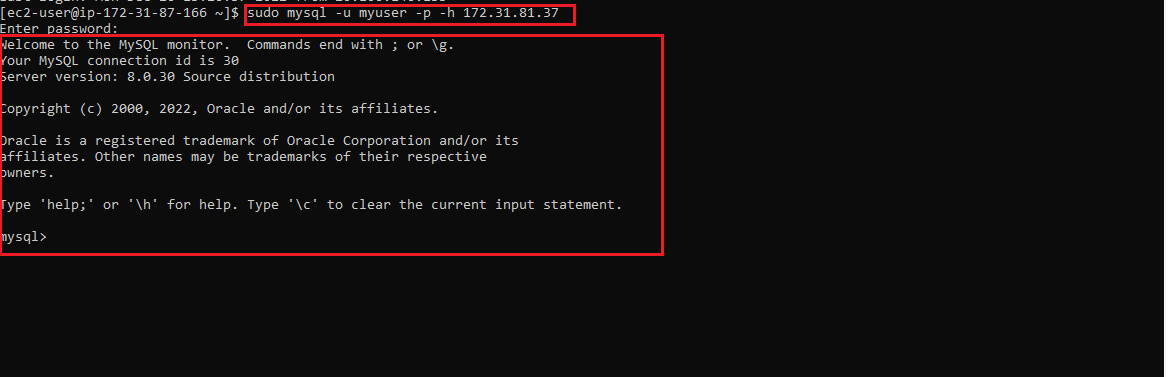 [ec2-user@ip-172-31-87-166 ~]$ sudo mysql -u myuser -p -h 172.31.81.37
Enter password:
Welcome to the MySQL monitor.  Commands end with ; or \g.
Your MySQL connection id is 30
Server version: 8.0.30 Source distribution
Copyright (c) 2000, 2022, Oracle and/or its affiliates.
Oracle is a registered trademark of Oracle Corporation and/or its
affiliates. Other names may be trademarks of their respective
owners.
Type 'help;' or '\h' for help. Type '\c' to clear the current input statement.
mysql>